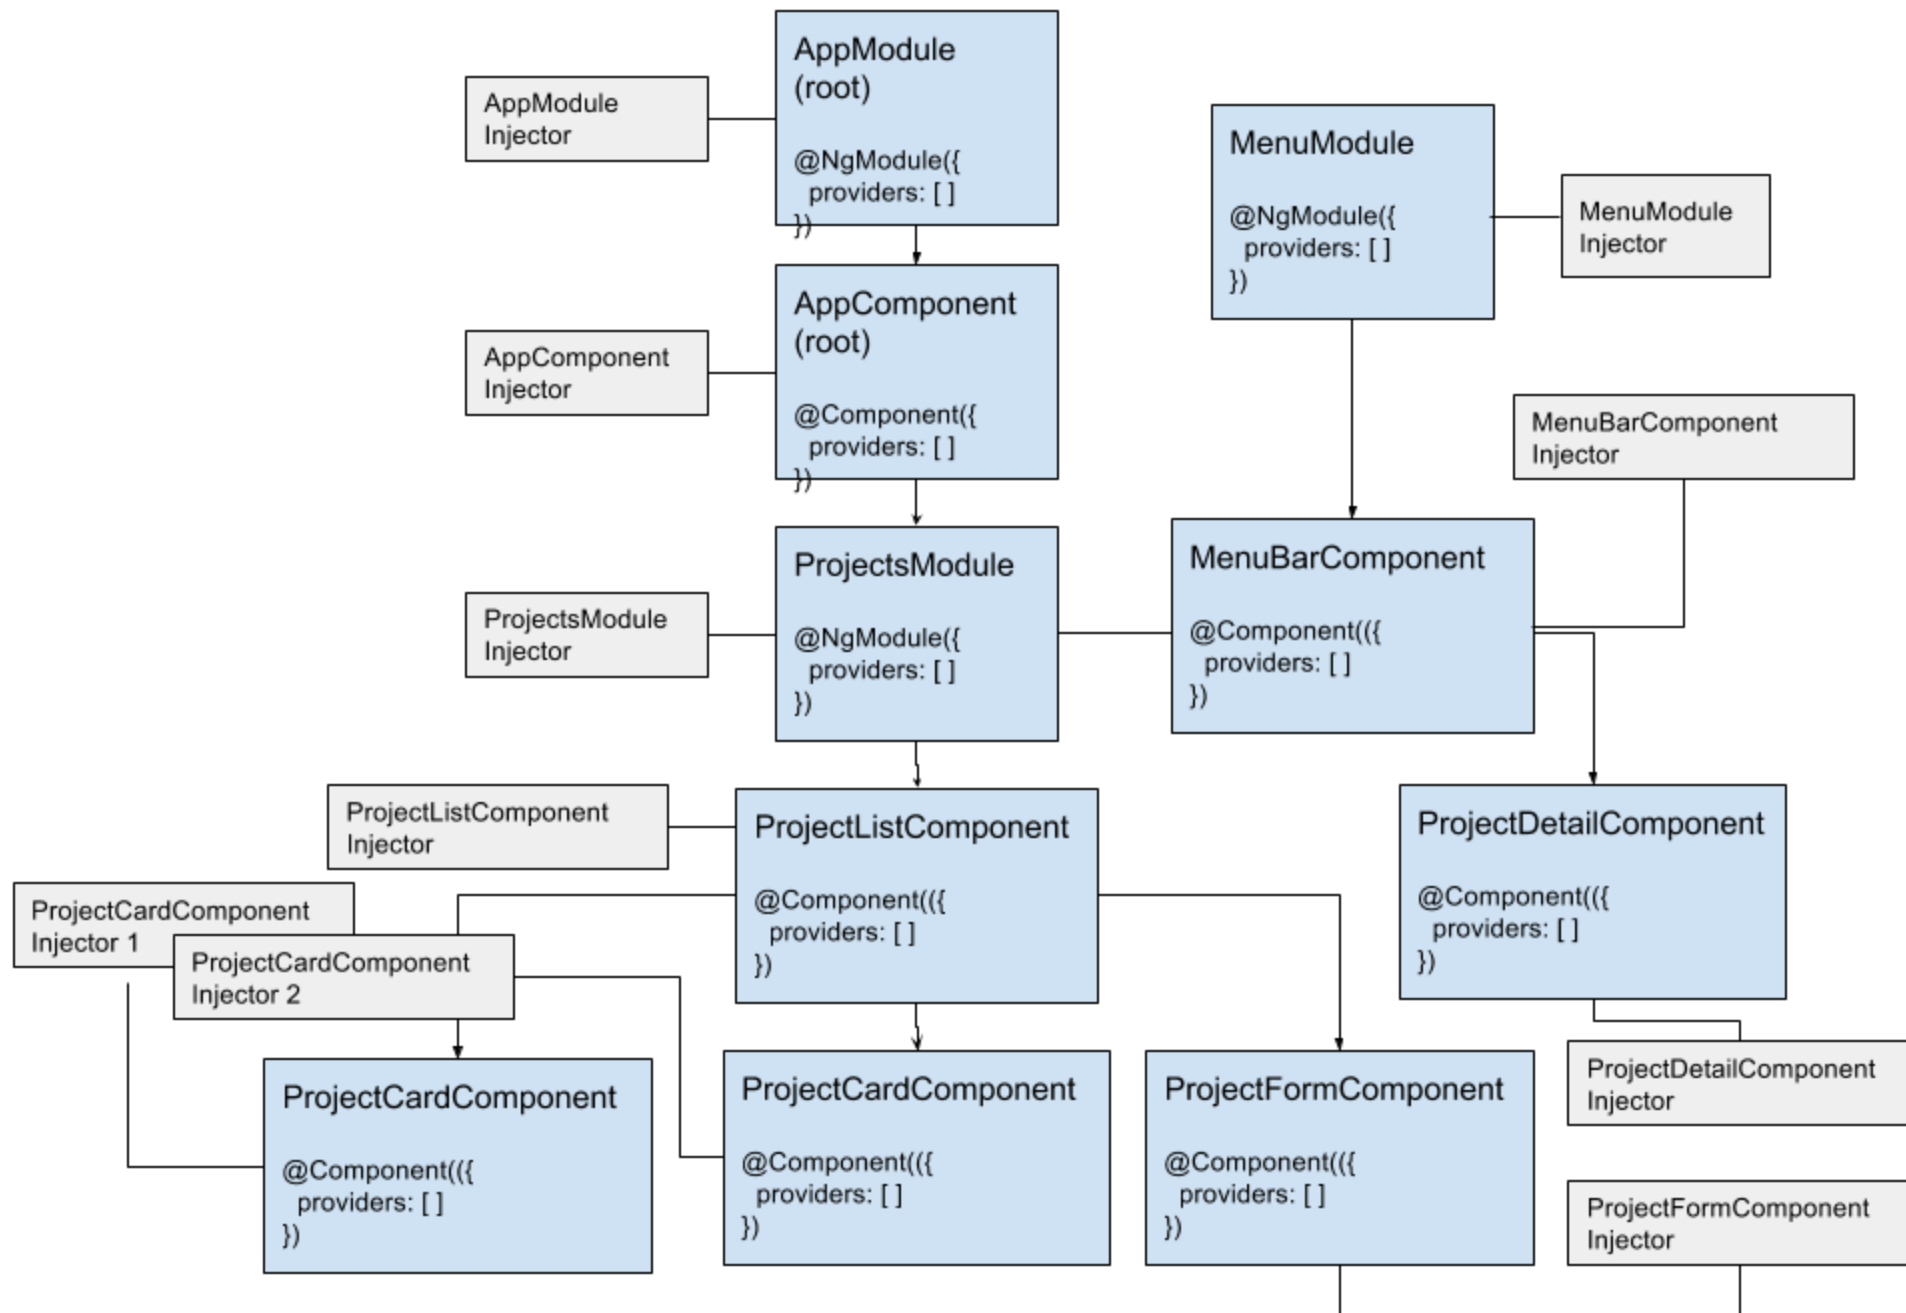 AppModule
(root)
@NgModule({
providers: [ ]
})
AppModule
Injector
MenuModule
@NgModule({
providers: [ ]
})
MenuModule
Injector
AppComponent
(root)
@Component({
providers: [ ]
})
AppComponent
Injector
MenuBarComponent
Injector
ProjectsModule
@NgModule({
providers: [ ]
})
ProjectsModule
Injector
MenuBarComponent
@Component(({
providers: [ ]
})
ProjectListComponent
Injector
ProjectListComponent
@Component(({
providers: [ ]
})
ProjectDetailComponent
@Component(({
providers: [ ]
})
ProjectCardComponent
Injector 1
ProjectCardComponent
Injector 2
ProjectCardComponent
@Component(({
providers: [ ]
})
ProjectCardComponent
@Component(({
providers: [ ]
})
ProjectFormComponent
@Component(({
providers: [ ]
})
ProjectDetailComponent
Injector
ProjectFormComponent
Injector